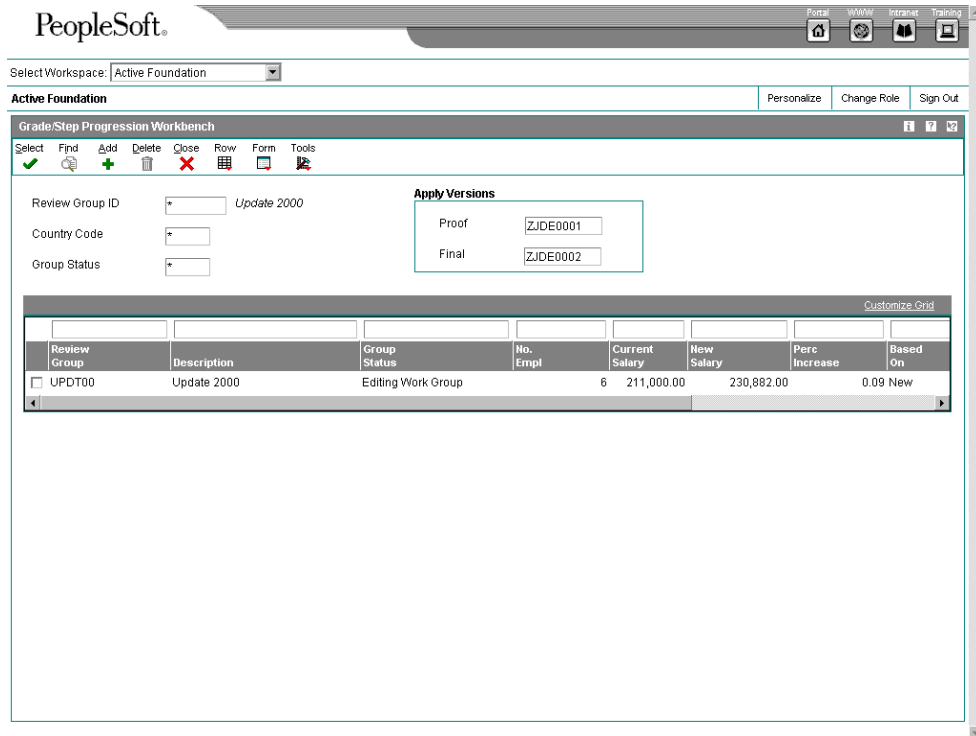 PeopleSoft.
Portal WWW Intranet Training
Select Workspace: Active Foundation
Active Foundation Personalize Change Role Sign Out
Grade/Step Progression Workbench
Select Find Add Delete Close Row Form Tools
Apply Versions
Review Group ID * Update 2000
Proof ZJDE0001
Country Code *
Final ZJDE0002
Group Status *
Customize Grid
Review Group No. Current New Perc Based
Group Description Status Empl Salary Salary Increase On
UPDT00 Update 2000 Editing Work Group 6 211,000.00 230,882.00 0.09 New